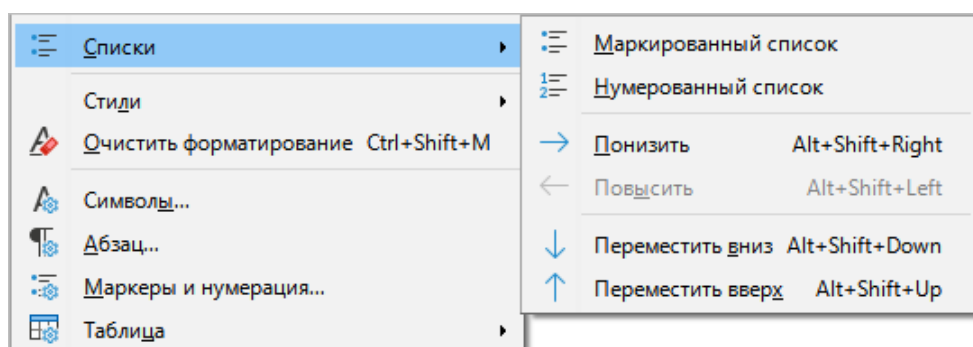 Списки
Стили
Очистить форматирование Ctrl+Shift+M
Символы...
Абзац...
Маркеры и нумерация...
Таблица
Маркированный список
Нумерованный список
Понизить Alt+Shift+Right
Повысить Alt+Shift+Left
Переместить вниз Alt+Shift+Down
Переместить вверх Alt+Shift+Up